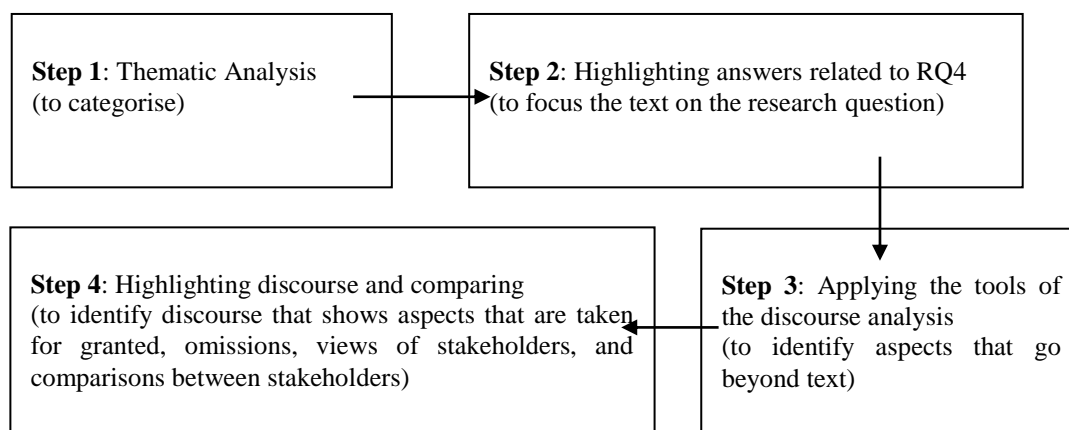 Step 1: Thematic Analysis
(to categorise)
Step 2: Highlighting answers related to RQ4
(to focus the text on the research question)
Step 3: Applying the tools of
the discourse analysis
(to identify aspects that go
beyond text)
Step 4: Highlighting discourse and comparing
(to identify discourse that shows aspects that are taken
for granted, omissions, views of stakeholders, and
comparisons between stakeholders)